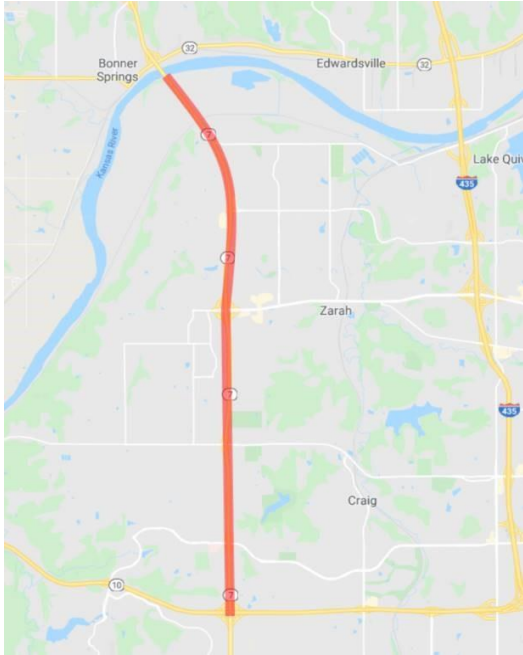 32
Bonner
Springs
Edwardsville
32
7
Kansas River
Lake Quiv
435
7
Zarah
7
435
Craig
10
7